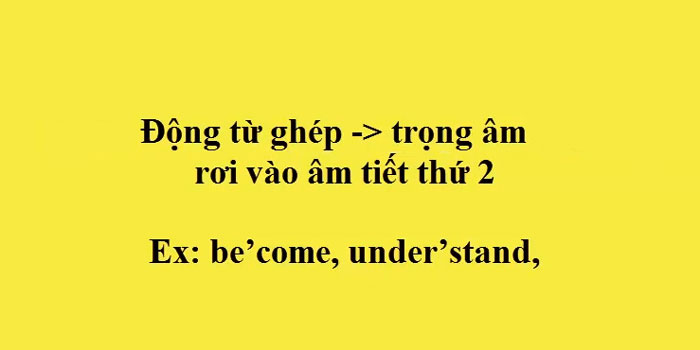 Động từ ghép -> trọng âm
rơi vào âm tiết thứ 2
Ex: be’come, under’stand,